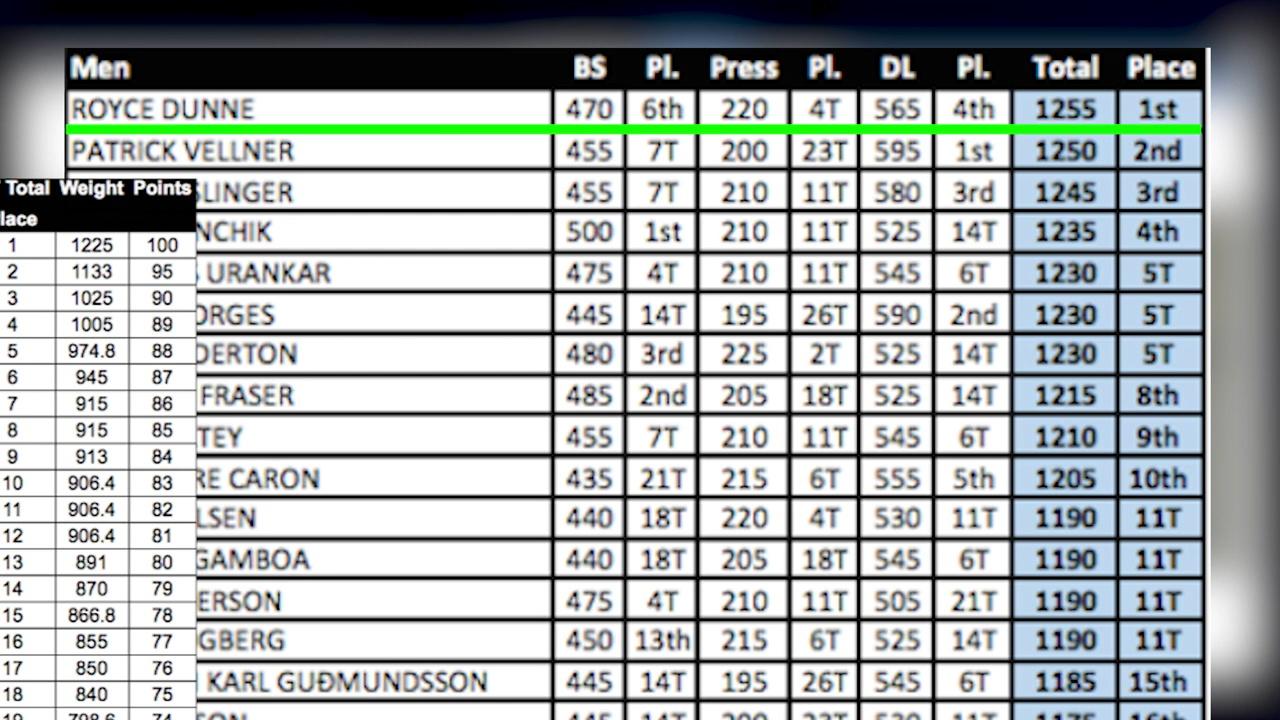 Men BS Pl. Press Pl. DL Pl. Total Place
ROYCE DUNNE 470 6th 220 4T 565 4th 1255 1st
PATRICK VELLNER 455 7T 200 23T 595 1st 1250 2nd
SLINGER 455 7T 210 11T 580 3rd 1245 3rd
NCHIK 500 1st 210 11T 525 14T 1235 4th
URANKAR 475 4T 210 11T 545 6T 1230 5T
ORGES 445 14T 195 26T 590 2nd 1230 5T
DERTON 480 3rd 225 2T 525 14T 1230 5T
FRASER 485 2nd 205 18T 525 14T 1215 8th
TEY 455 7T 210 11T 545 6T 1210 9th
RE CARON 435 21T 215 6T 555 5th 1205 10th
LSEN 440 18T 220 4T 530 11T 1190 11T
GAMBOA 440 18T 205 18T 545 6T 1190 11T
ERSON 475 4T 210 11T 505 21T 1190 11T
GBERG 450 13th 215 6T 525 14T 1190 11T
KARL GUÐMUNDSSON 445 14T 195 26T 545 6T 1185 15th
Total Weight Points
lace
1 1225 100
2 1133 95
3 1025 90
4 1005 89
5 974.8 88
6 945 87
7 915 86
8 915 85
9 913 84
10 906.4 83
11 906.4 82
12 906.4 81
13 891 80
14 870 79
15 866.8 78
16 855 77
17 850 76
18 840 75